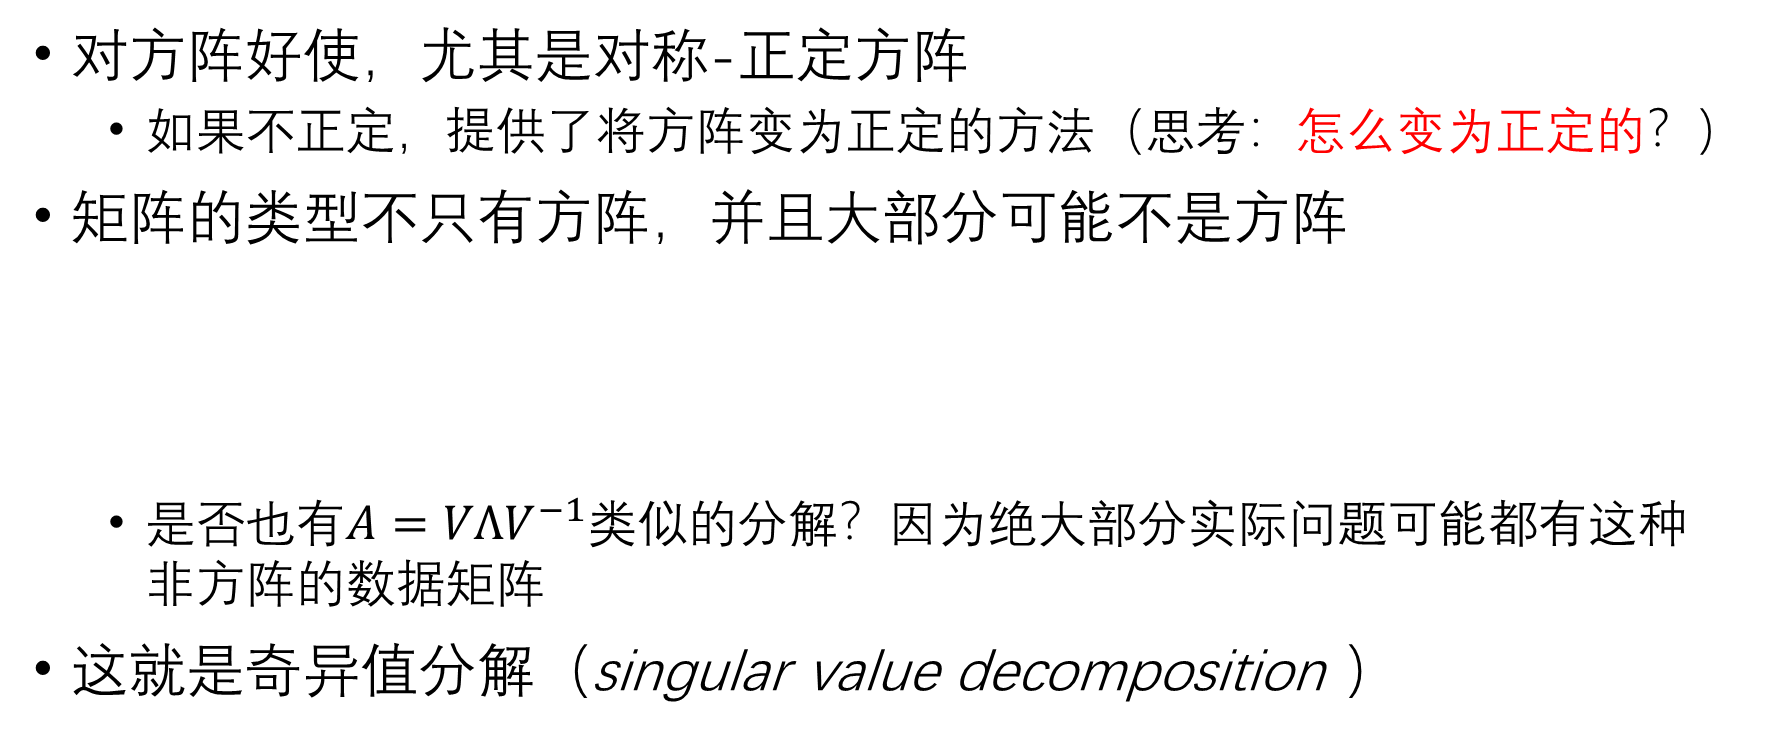 • 对方阵好使，尤其是对称-正定方阵
• 如果不正定，提供了将方阵变为正定的方法（思考：怎么变为正定的？）
• 矩阵的类型不只有方阵，并且大部分可能不是方阵
• 是否也有A = VΛV⁻¹类似的分解？因为绝大部分实际问题可能都有这种
非方阵的数据矩阵
• 这就是奇异值分解（singular value decomposition ）